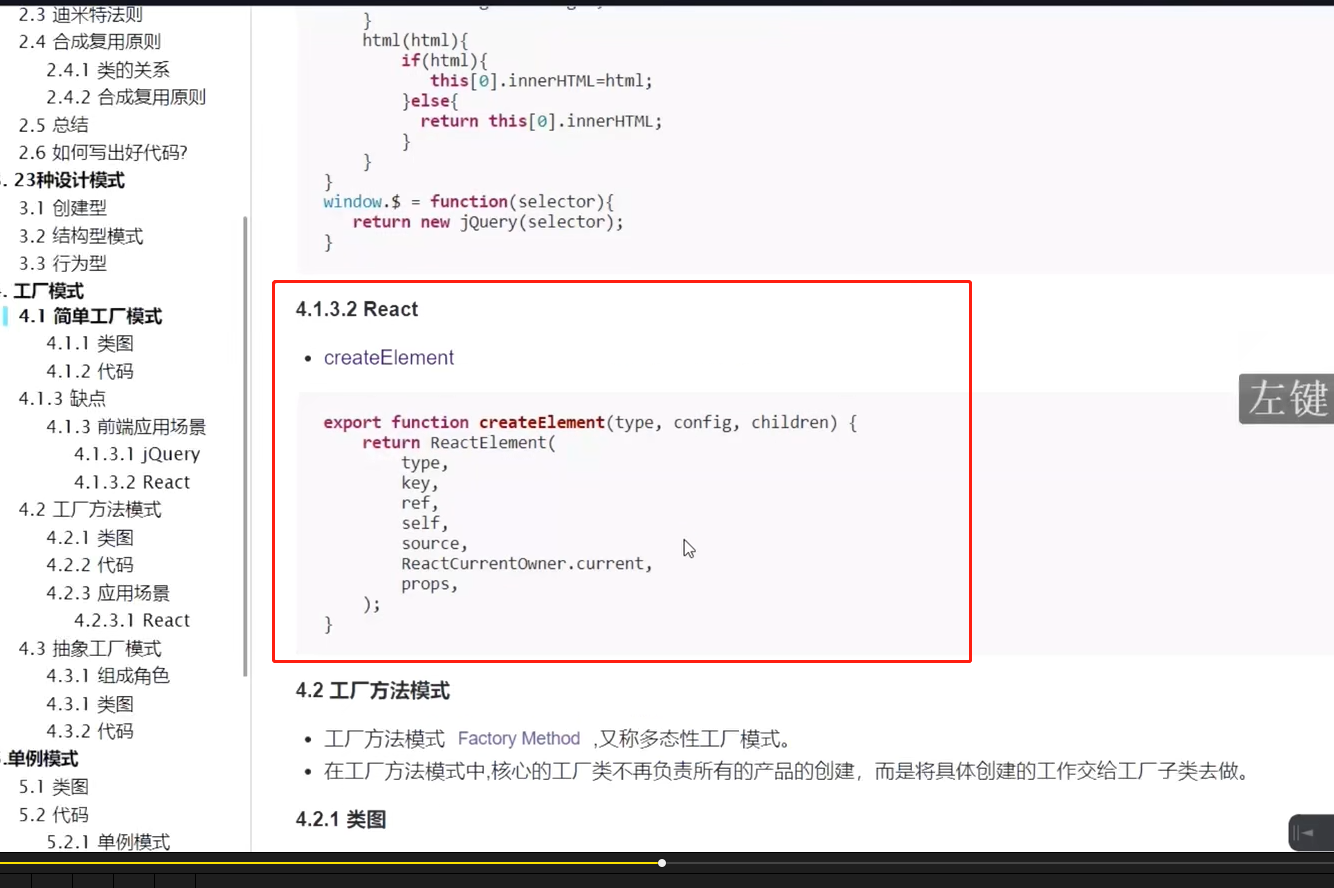 2.3 迪米特法则
2.4 合成复用原则
2.4.1 类的关系
2.4.2 合成复用原则
2.5 总结
2.6 如何写出好代码?
. 23种设计模式
3.1 创建型
3.2 结构型模式
3.3 行为型
. 工厂模式
4.1 简单工厂模式
4.1.1 类图
4.1.2 代码
4.1.3 缺点
4.1.3 前端应用场景
4.1.3.1 jQuery
4.1.3.2 React
4.2 工厂方法模式
4.2.1 类图
4.2.2 代码
4.2.3 应用场景
4.2.3.1 React
4.3 抽象工厂模式
4.3.1 组成角色
4.3.1 类图
4.3.2 代码
.单例模式
5.1 类图
5.2 代码
5.2.1 单例模式
}
html(html){
if(html){
this[0].innerHTML=html;
}else{
return this[0].innerHTML;
}
}
}
window.$ = function(selector){
return new jQuery(selector);
}
4.1.3.2 React
• createElement
export function createElement(type, config, children) {
return ReactElement(
type,
key,
ref,
self,
source,
ReactCurrentOwner.current,
props,
);
}
4.2 工厂方法模式
• 工厂方法模式 Factory Method ,又称多态性工厂模式。
• 在工厂方法模式中,核心的工厂类不再负责所有的产品的创建，而是将具体创建的工作交给工厂子类去做。
4.2.1 类图
左键